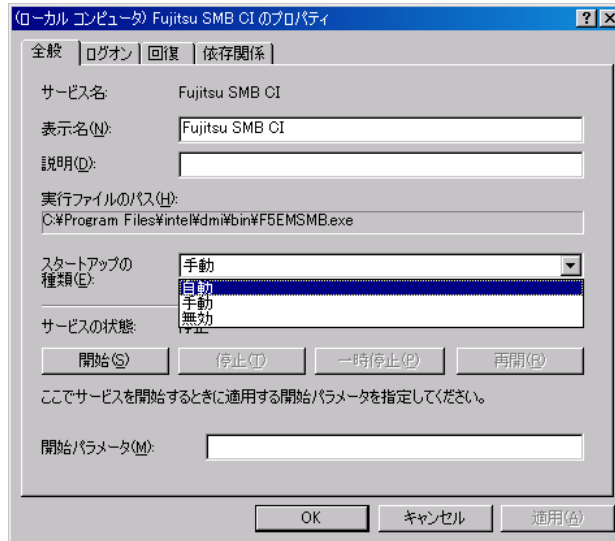 (ローカル コンピュータ) Fujitsu SMB CI のプロパティ
全般 ログオン 回復 依存関係
サービス名: Fujitsu SMB CI
表示名(N): Fujitsu SMB CI
説明(D):
実行ファイルのパス(H):
C:¥Program Files¥intel¥dmi¥bin¥F5EMSMB.exe
スタートアップの
種類(E): 手動
自動
手動
無効
サービスの状態: 停止
開始(S) 停止(T) 一時停止(P) 再開(R)
ここでサービスを開始するときに適用する開始パラメータを指定してください。
開始パラメータ(M):
OK キャンセル 適用(A)